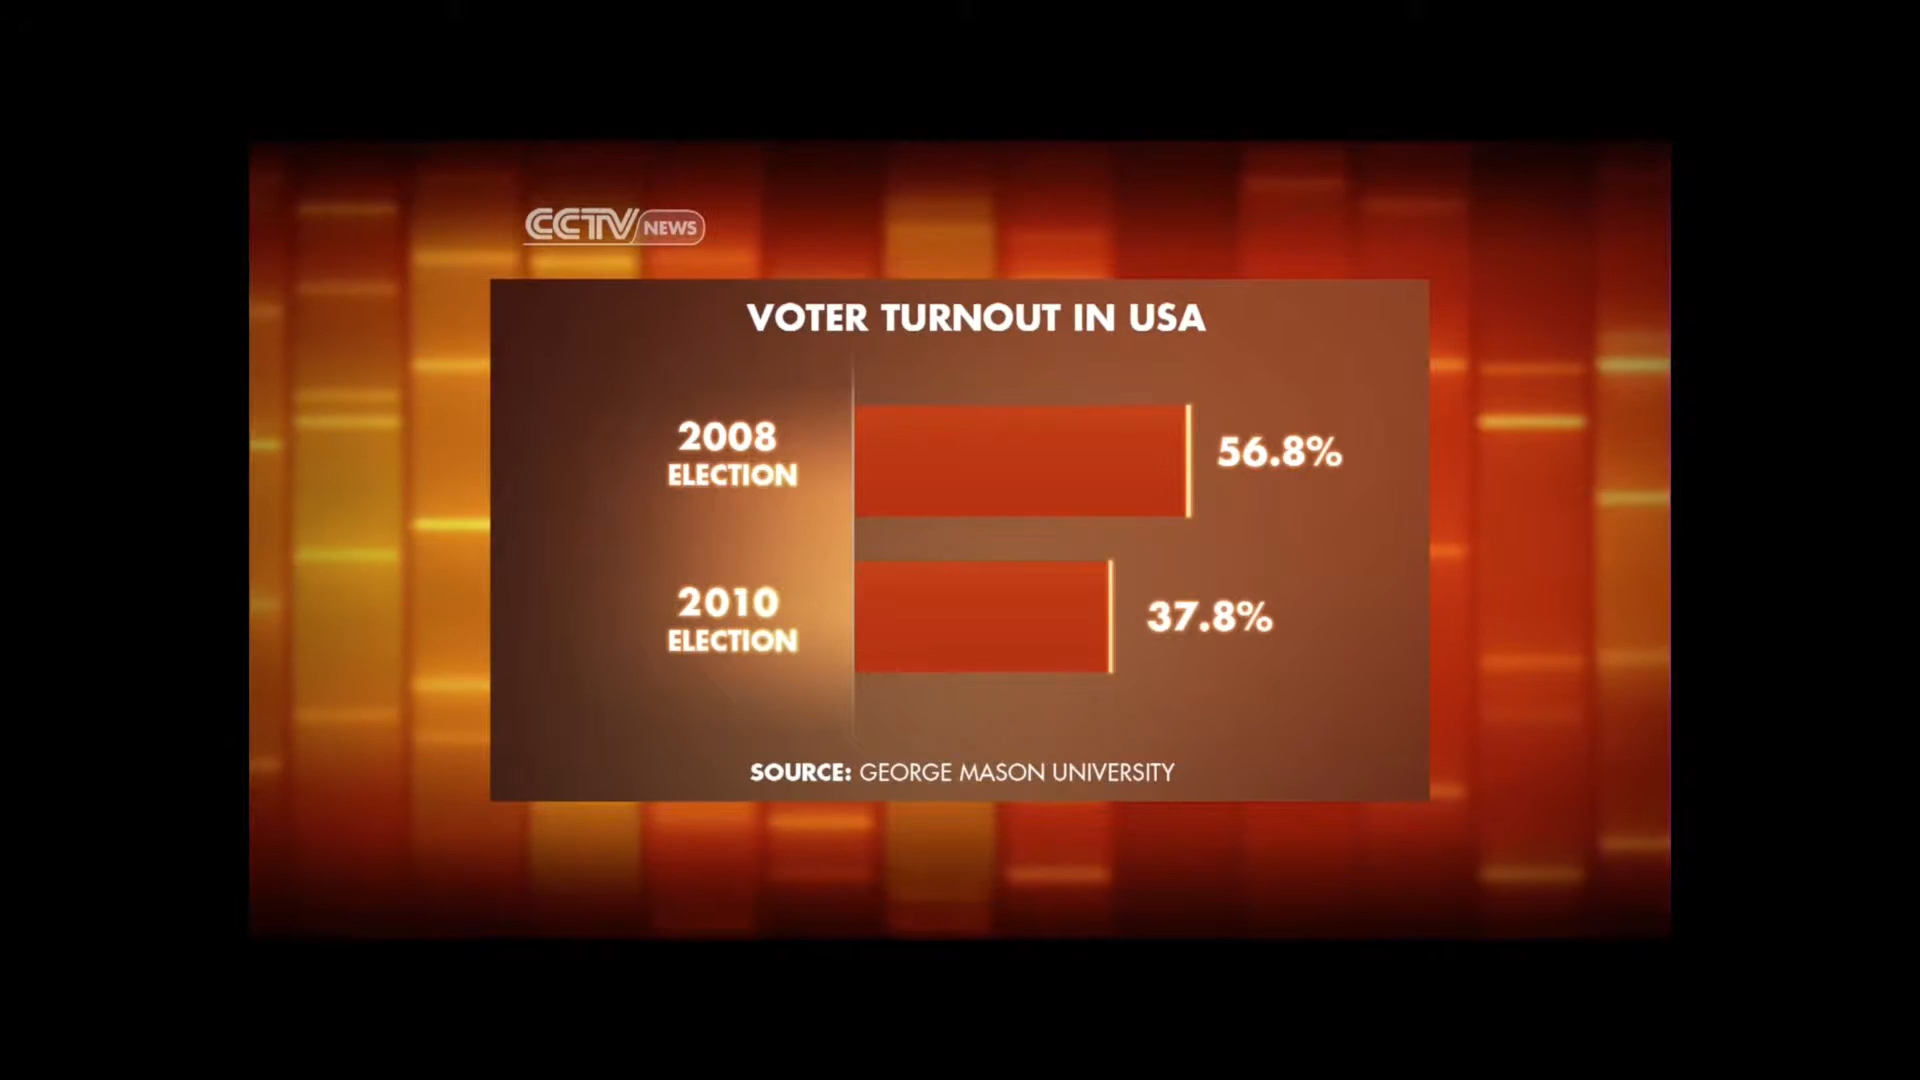 CCTV NEWS
VOTER TURNOUT IN USA
2008
ELECTION
56.8%
2010
ELECTION
37.8%
SOURCE: GEORGE MASON UNIVERSITY